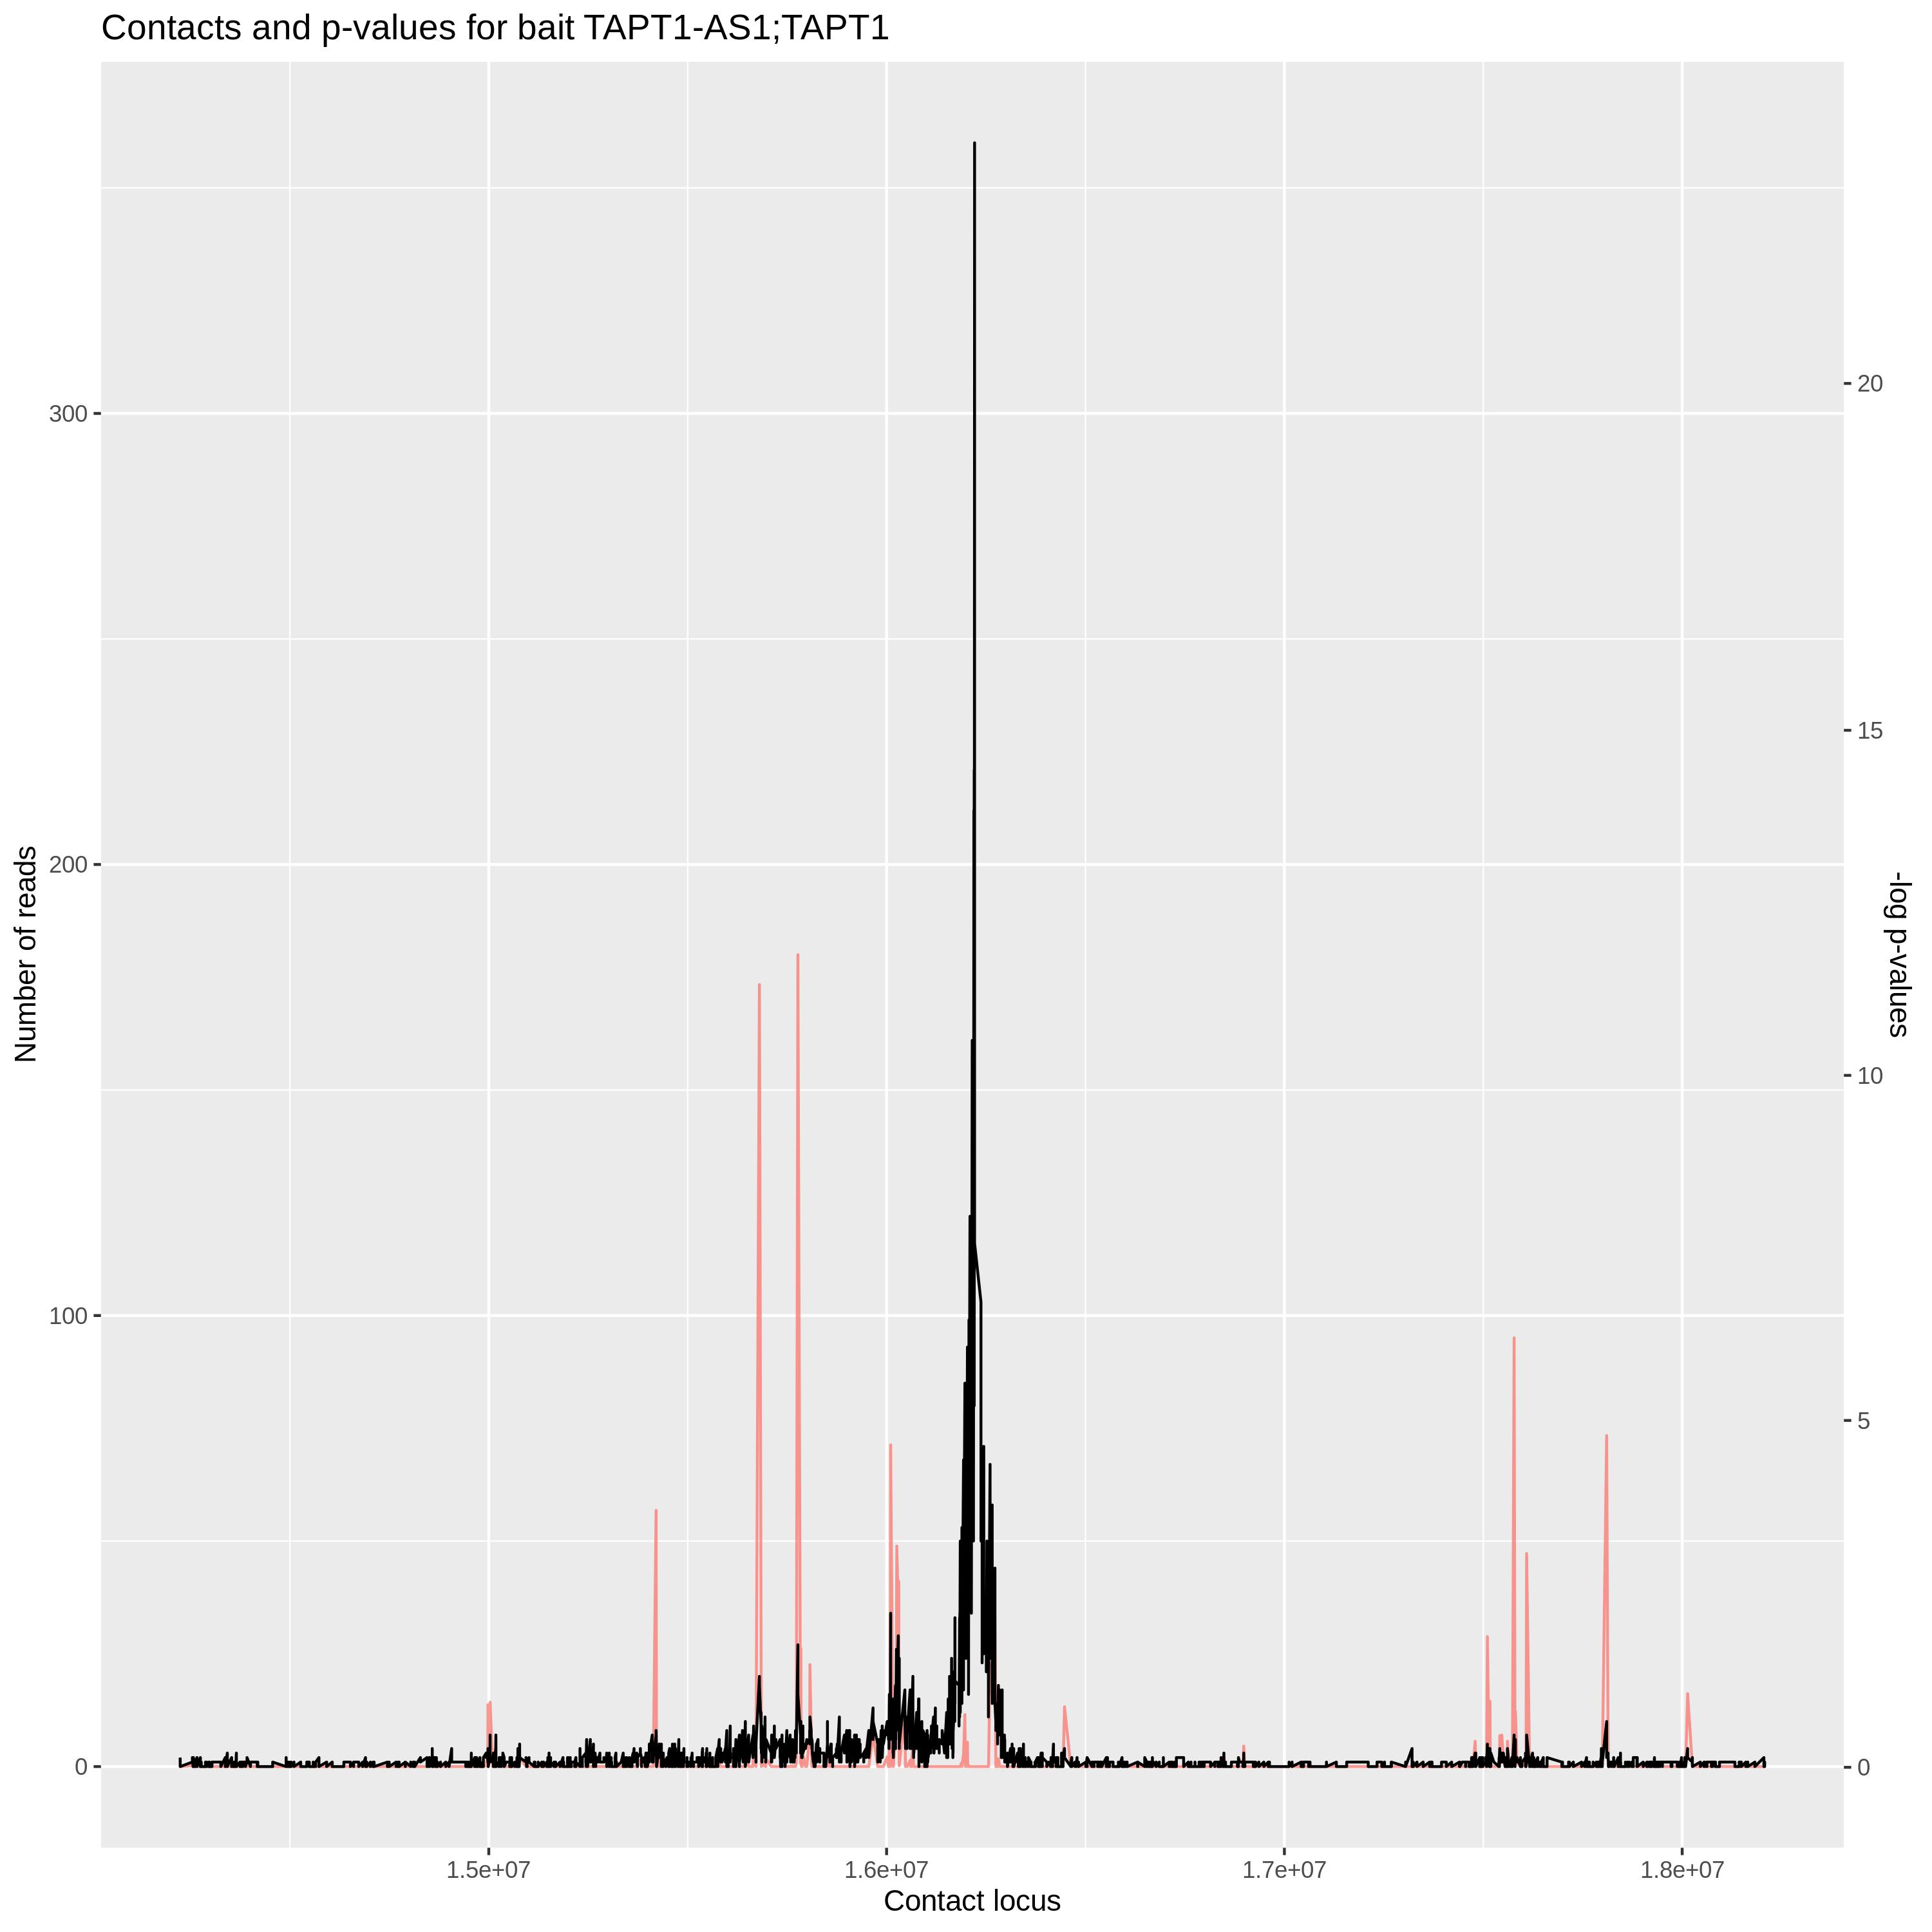 Contacts and p-values for bait TAPT1-AS1;TAPT1
Number of reads
300
200
100
0
20
15
10
5
0
-log p-values
1.5e+07
1.6e+07
1.7e+07
1.8e+07
Contact locus